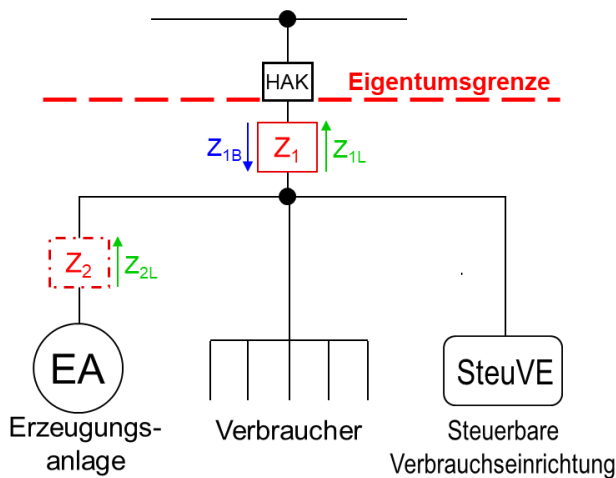 HAK
Eigentumsgrenze
Z1B
Z1
Z1L
Z2
Z2L
EA
SteuVE
Erzeugungs-
anlage
Verbraucher
Steuerbare
Verbrauchseinrichtung